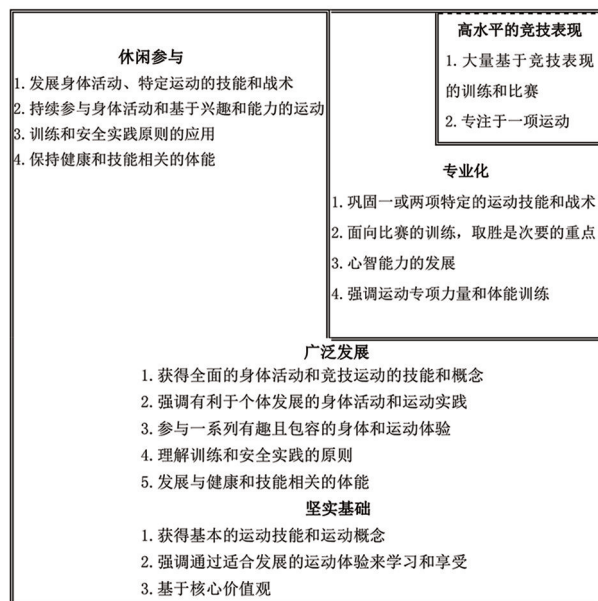 休闲参与
1. 发展身体活动、特定运动的技能和战术
2. 持续参与身体活动和基于兴趣和能力的运动
3. 训练和安全实践原则的应用
4. 保持健康和技能相关的体能
高水平的竞技表现
1. 大量基于竞技表现
的训练和比赛
2. 专注于一项运动
专业化
1. 巩固一或两项特定的运动技能和战术
2. 面向比赛的训练，取胜是次要的重点
3. 心智能力的发展
4. 强调运动专项力量和体能训练
广泛发展
1. 获得全面的身体活动和竞技运动的技能和概念
2. 强调有利于个体发展的身体活动和运动实践
3. 参与一系列有趣且包容的身体和运动体验
4. 理解训练和安全实践的原则
5. 发展与健康和技能相关的体能
坚实基础
1. 获得基本的运动技能和运动概念
2. 强调通过适合发展的运动体验来学习和享受
3. 基于核心价值观